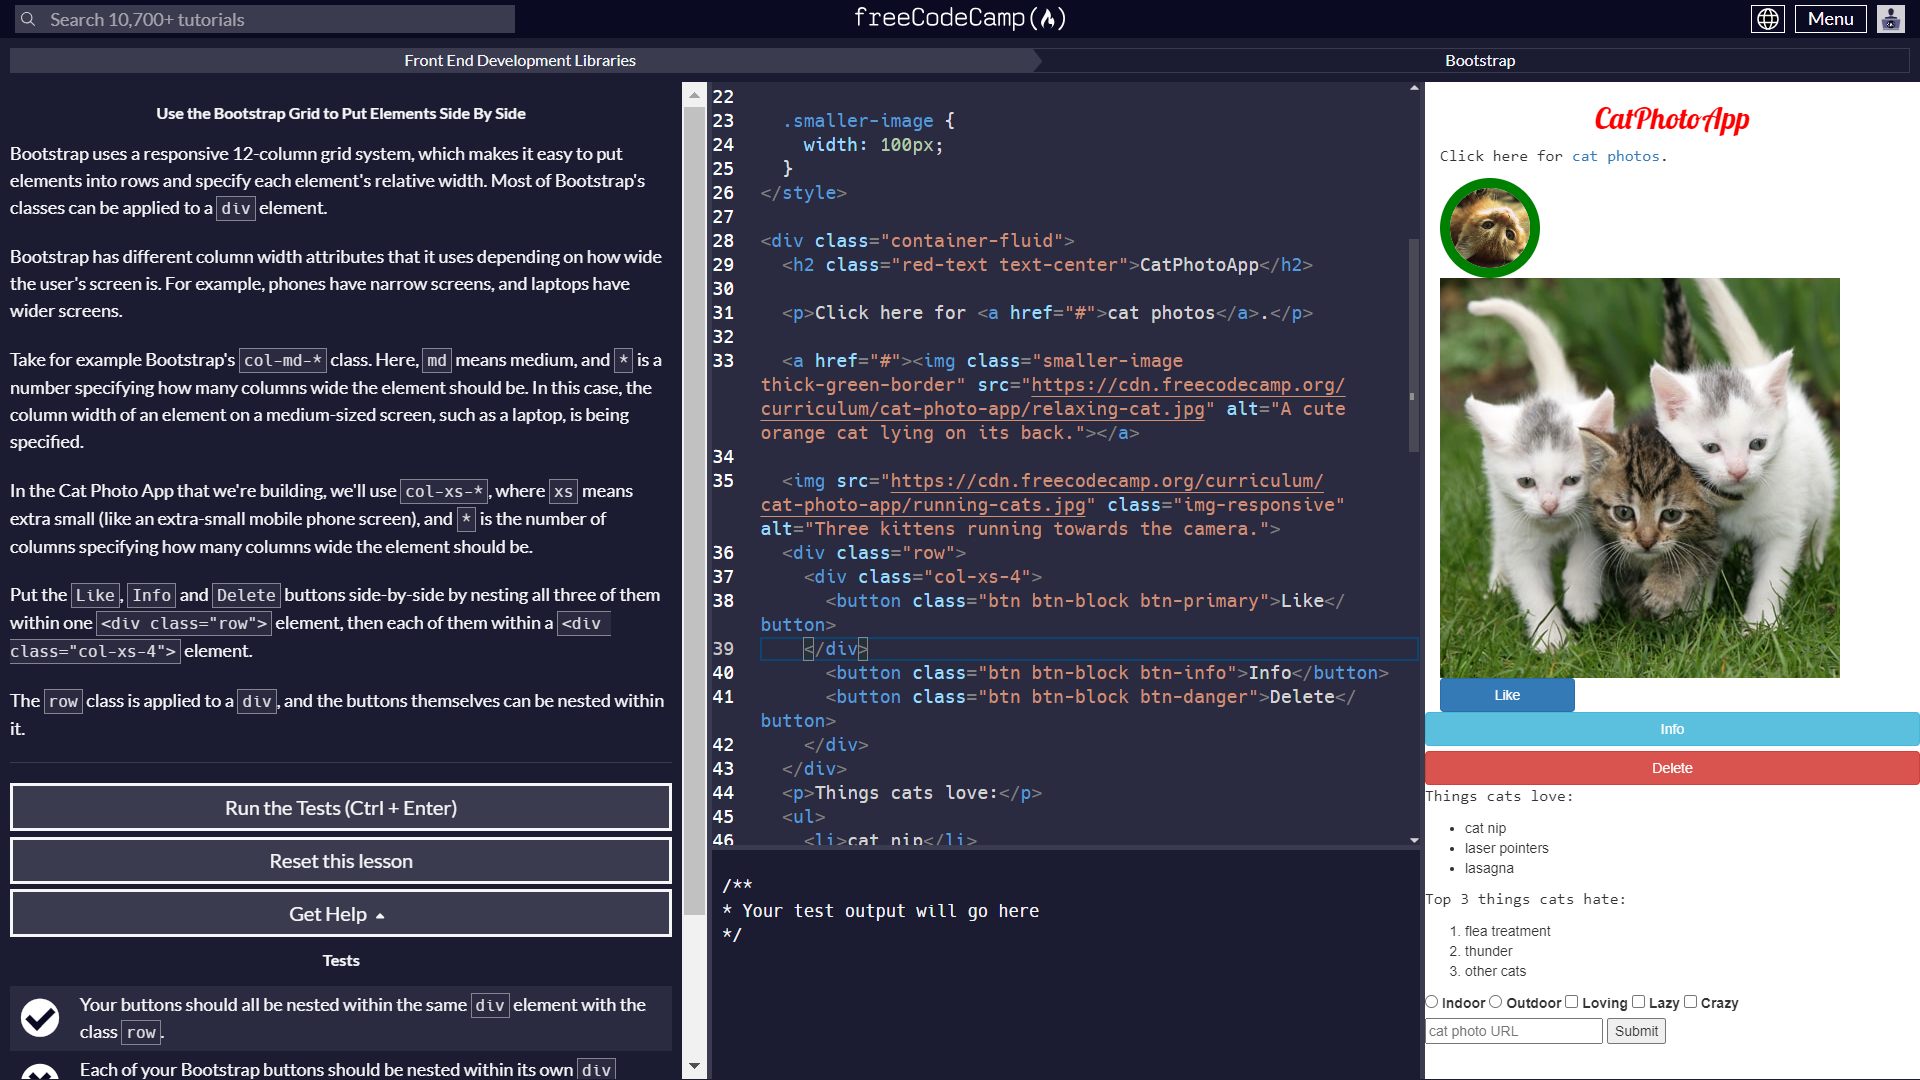 Search 10,700+ tutorials
freeCodeCamp
Menu
Front End Development Libraries
Bootstrap
Use the Bootstrap Grid to Put Elements Side By Side
Bootstrap uses a responsive 12-column grid system, which makes it easy to put
elements into rows and specify each element's relative width. Most of Bootstrap's
classes can be applied to a div element.
Bootstrap has different column width attributes that it uses depending on how wide
the user's screen is. For example, phones have narrow screens, and laptops have
wider screens.
Take for example Bootstrap's col-md-* class. Here, md means medium, and * is a
number specifying how many columns wide the element should be. In this case, the
column width of an element on a medium-sized screen, such as a laptop, is being
specified.
In the Cat Photo App that we're building, we'll use col-xs-*, where xs means
extra small (like an extra-small mobile phone screen), and * is the number of
columns specifying how many columns wide the element should be.
Put the Like, Info and Delete buttons side-by-side by nesting all three of them
within one <div class="row"> element, then each of them within a <div
class="col-xs-4"> element.
The row class is applied to a div, and the buttons themselves can be nested within
it.
Run the Tests (Ctrl + Enter)
Reset this lesson
Get Help
Tests
Your buttons should all be nested within the same div element with the
class row.
Each of your Bootstrap buttons should be nested within its own div
22
23 .smaller-image {
24 width: 100px;
25 }
26 </style>
27
28 <div class="container-fluid">
29 <h2 class="red-text text-center">CatPhotoApp</h2>
30
31 <p>Click here for <a href="#">cat photos</a>.</p>
32
33 <a href="#"><img class="smaller-image
thick-green-border" src="https://cdn.freecodecamp.org/
curriculum/cat-photo-app/relaxing-cat.jpg" alt="A cute
orange cat lying on its back."></a>
34
35 <img src="https://cdn.freecodecamp.org/curriculum/
cat-photo-app/running-cats.jpg" class="img-responsive"
alt="Three kittens running towards the camera.">
36 <div class="row">
37 <div class="col-xs-4">
38 <button class="btn btn-block btn-primary">Like</
button>
39 </div>
40 <button class="btn btn-block btn-info">Info</button>
41 <button class="btn btn-block btn-danger">Delete</
button>
42 </div>
43 </div>
44 <p>Things cats love:</p>
45 <ul>
46 <li>cat nip</li>
/**
* Your test output will go here
*/
CatPhotoApp
Click here for cat photos.
Like
Info
Delete
Things cats love:
• cat nip
• laser pointers
• lasagna
Top 3 things cats hate:
1. flea treatment
2. thunder
3. other cats
Indoor Outdoor Loving Lazy Crazy
cat photo URL Submit